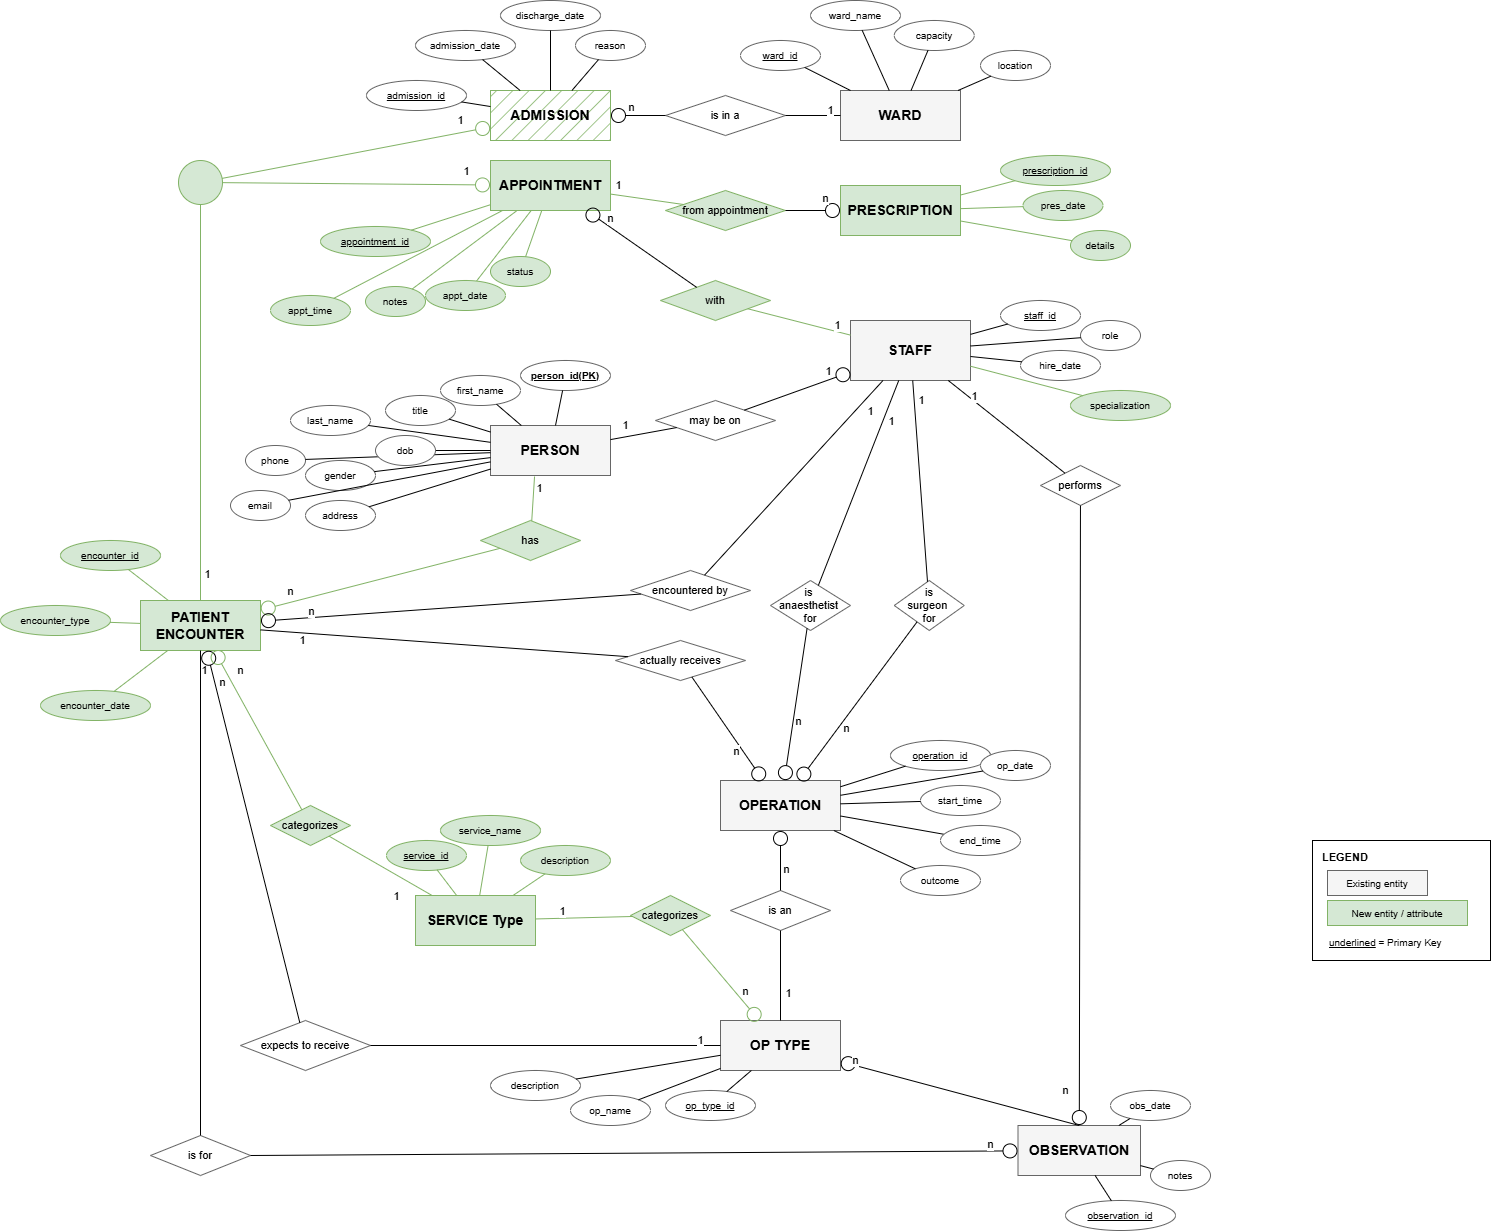 discharge_date
admission_date
reason
admission_id
ADMISSION
n
is in a
1
WARD
ward_name
ward_id
capacity
location
1
1
APPOINTMENT
1
n
from appointment
n
PRESCRIPTION
prescription_id
pres_date
details
appointment_id
appt_time
notes
appt_date
status
with
1
STAFF
staff_id
role
hire_date
specialization
1
may be on
1
PERSON
person_id(PK)
first_name
title
last_name
dob
phone
gender
email
address
1
has
n
1
1
1
1
performs
encounter_id
encounter_type
encounter_date
1
PATIENT
ENCOUNTER
n
encountered by
is
anaesthetist
for
is
surgeon
for
1
actually receives
1
n
n
n
n
n
OPERATION
operation_id
op_date
start_time
end_time
outcome
categorizes
1
service_id
service_name
description
SERVICE Type
1
categorizes
n
n
is an
1
expects to receive
1
OP TYPE
description
op_name
op_type_id
n
n
obs_date
OBSERVATION
notes
observation_id
is for
n
LEGEND
Existing entity
New entity / attribute
underlined = Primary Key